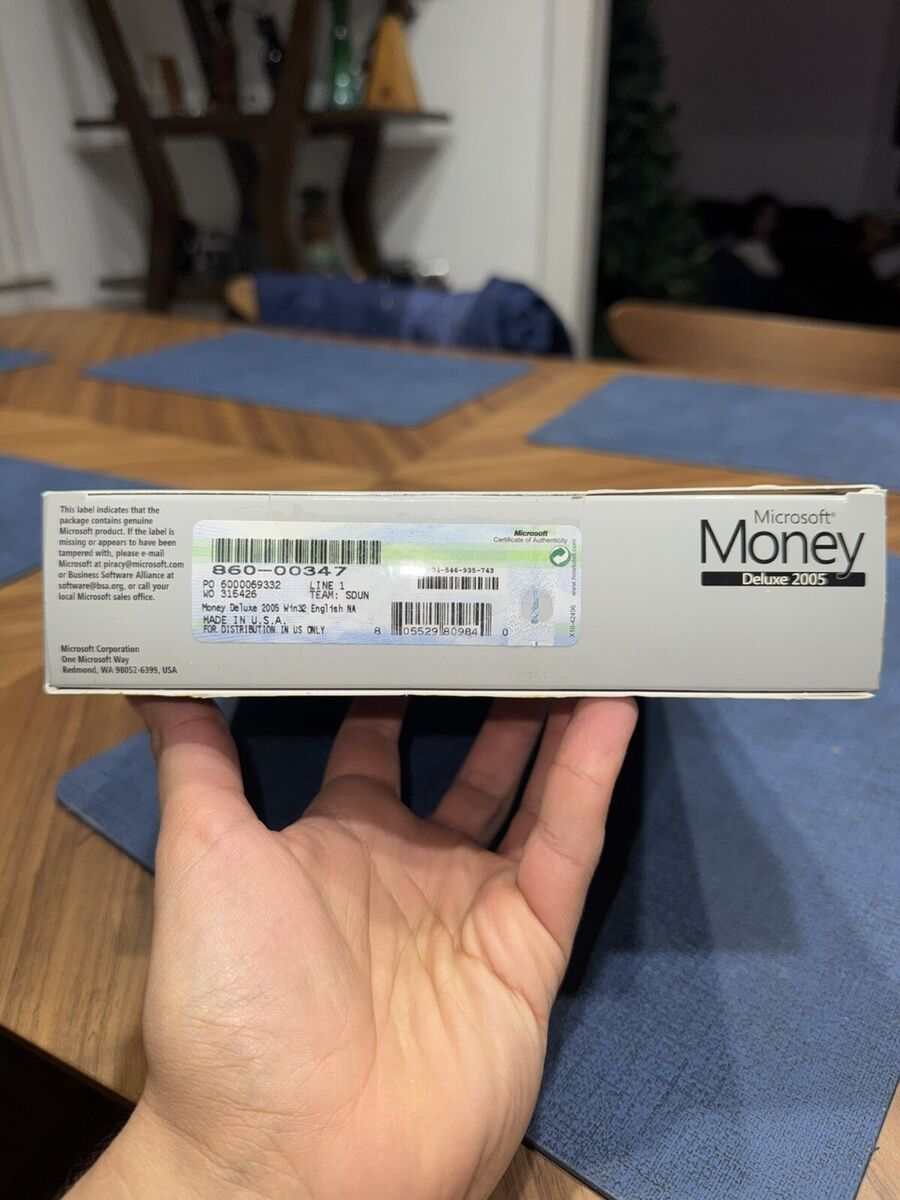 This label indicates that the
package contains genuine
Microsoft product. If the label is
missing or appears to have been
tampered with, please e-mail
Microsoft at piracy@microsoft.com
or Business Software Alliance at
software@bsa.org, or call your
local Microsoft sales office.
Microsoft Corporation
One Microsoft Way
Redmond, WA 98052-6399, USA
860-00347
PO 6000069332 LINE 1
WO 316426 TEAM: SDUN
Money Deluxe 2005 Win32 English NA
MADE IN U.S.A.
FOR DISTRIBUTION IN US ONLY
Microsoft
Certificate of Authenticity
-546-935-743
8 05529 80984 0
X10-42496
Microsoft®
Money
Deluxe 2005